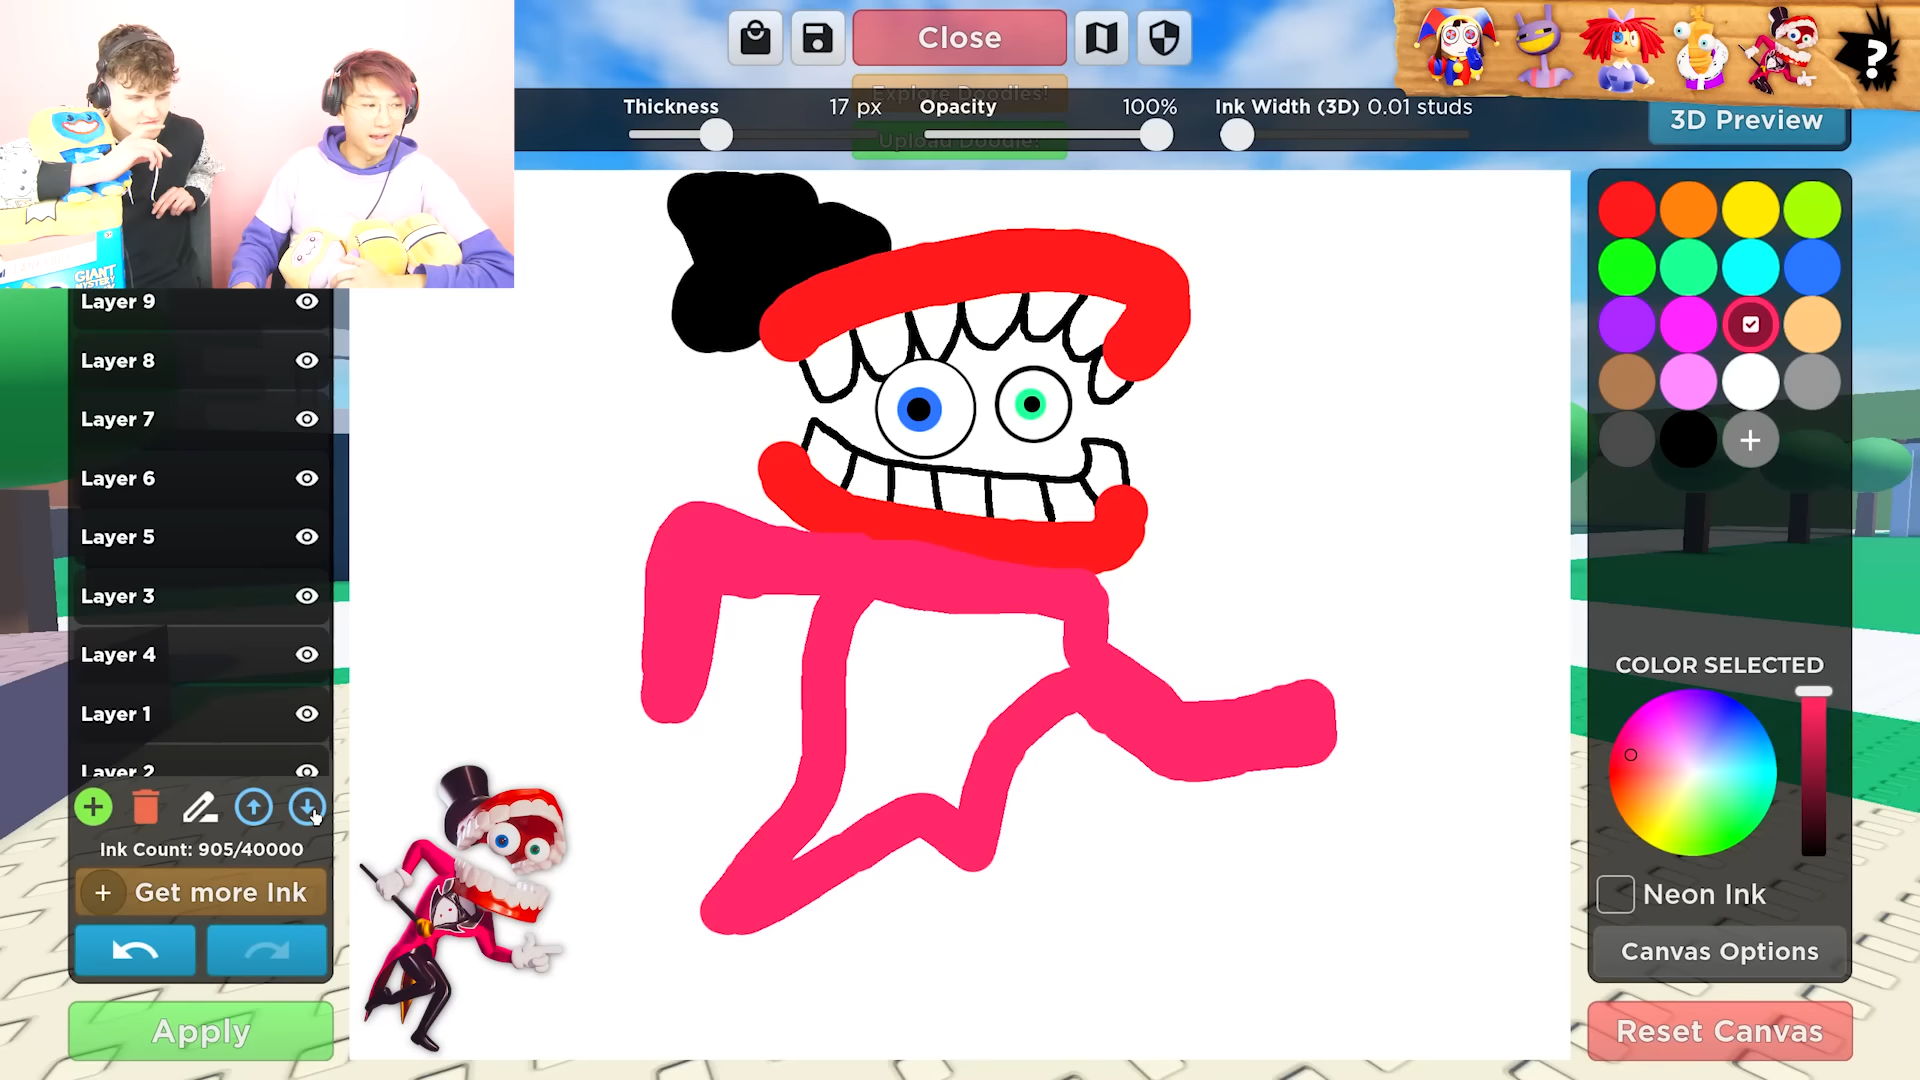 Close
Explore Doodles!
Upload Doodle!
Thickness 17 px Opacity 100% Ink Width (3D) 0.01 studs
3D Preview
?
GIANT
MYSTERY
Layer 9
Layer 8
Layer 7
Layer 6
Layer 5
Layer 3
Layer 4
Layer 1
Layer 2
Ink Count: 905/40000
+ Get more Ink
Apply
COLOR SELECTED
Neon Ink
Canvas Options
Reset Canvas